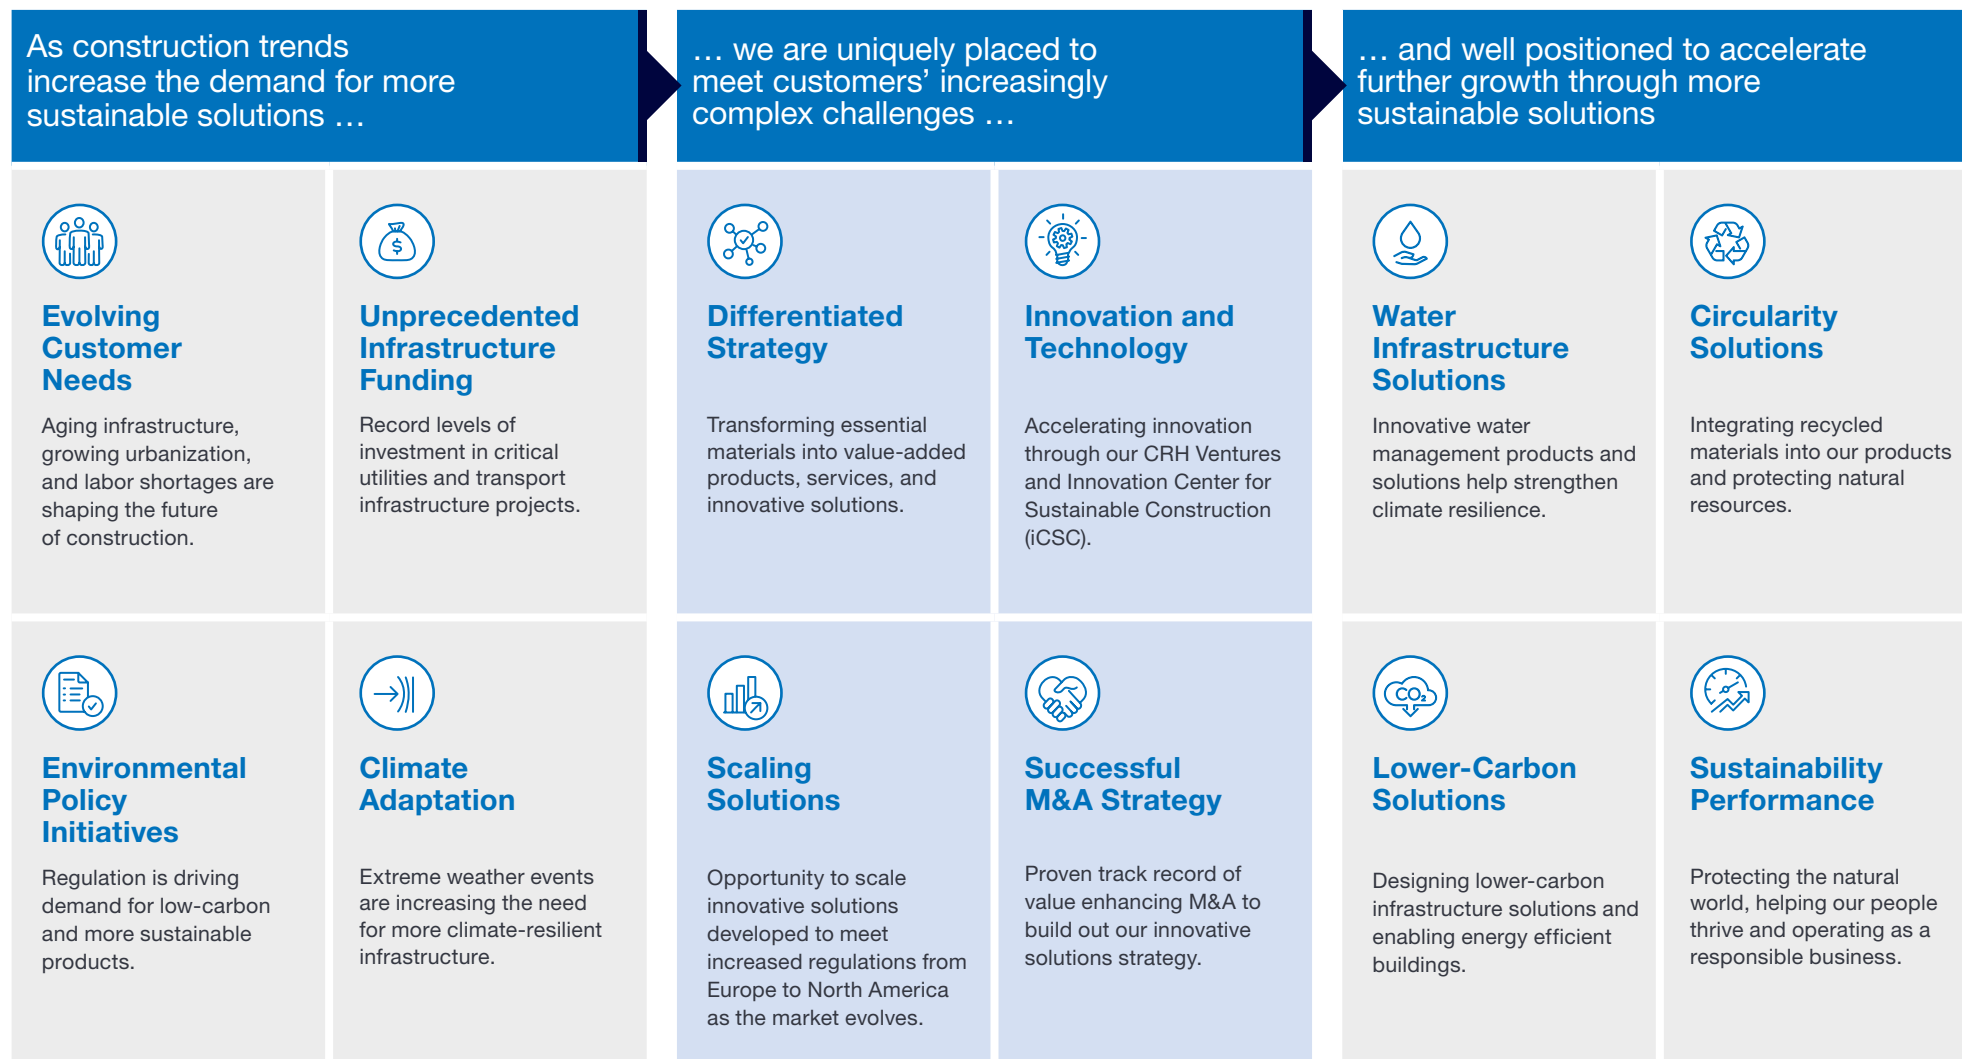 As construction trends
increase the demand for more
sustainable solutions …
… we are uniquely placed to
meet customers’ increasingly
complex challenges …
… and well positioned to accelerate
further growth through more
sustainable solutions
Evolving
Customer
Needs
Aging infrastructure,
growing urbanization,
and labor shortages are
shaping the future
of construction.
$
Unprecedented
Infrastructure
Funding
Record levels of
investment in critical
utilities and transport
infrastructure projects.
Environmental
Policy
Initiatives
Regulation is driving
demand for low-carbon
and more sustainable
products.
Climate
Adaptation
Extreme weather events
are increasing the need
for more climate-resilient
infrastructure.
Differentiated
Strategy
Transforming essential
materials into value-added
products, services, and
innovative solutions.
Innovation and
Technology
Accelerating innovation
through our CRH Ventures
and Innovation Center for
Sustainable Construction
(iCSC).
Scaling
Solutions
Opportunity to scale
innovative solutions
developed to meet
increased regulations from
Europe to North America
as the market evolves.
Successful
M&A Strategy
Proven track record of
value enhancing M&A to
build out our innovative
solutions strategy.
Water
Infrastructure
Solutions
Innovative water
management products and
solutions help strengthen
climate resilience.
Circularity
Solutions
Integrating recycled
materials into our products
and protecting natural
resources.
CO₂
Lower-Carbon
Solutions
Designing lower-carbon
infrastructure solutions and
enabling energy efficient
buildings.
Sustainability
Performance
Protecting the natural
world, helping our people
thrive and operating as a
responsible business.